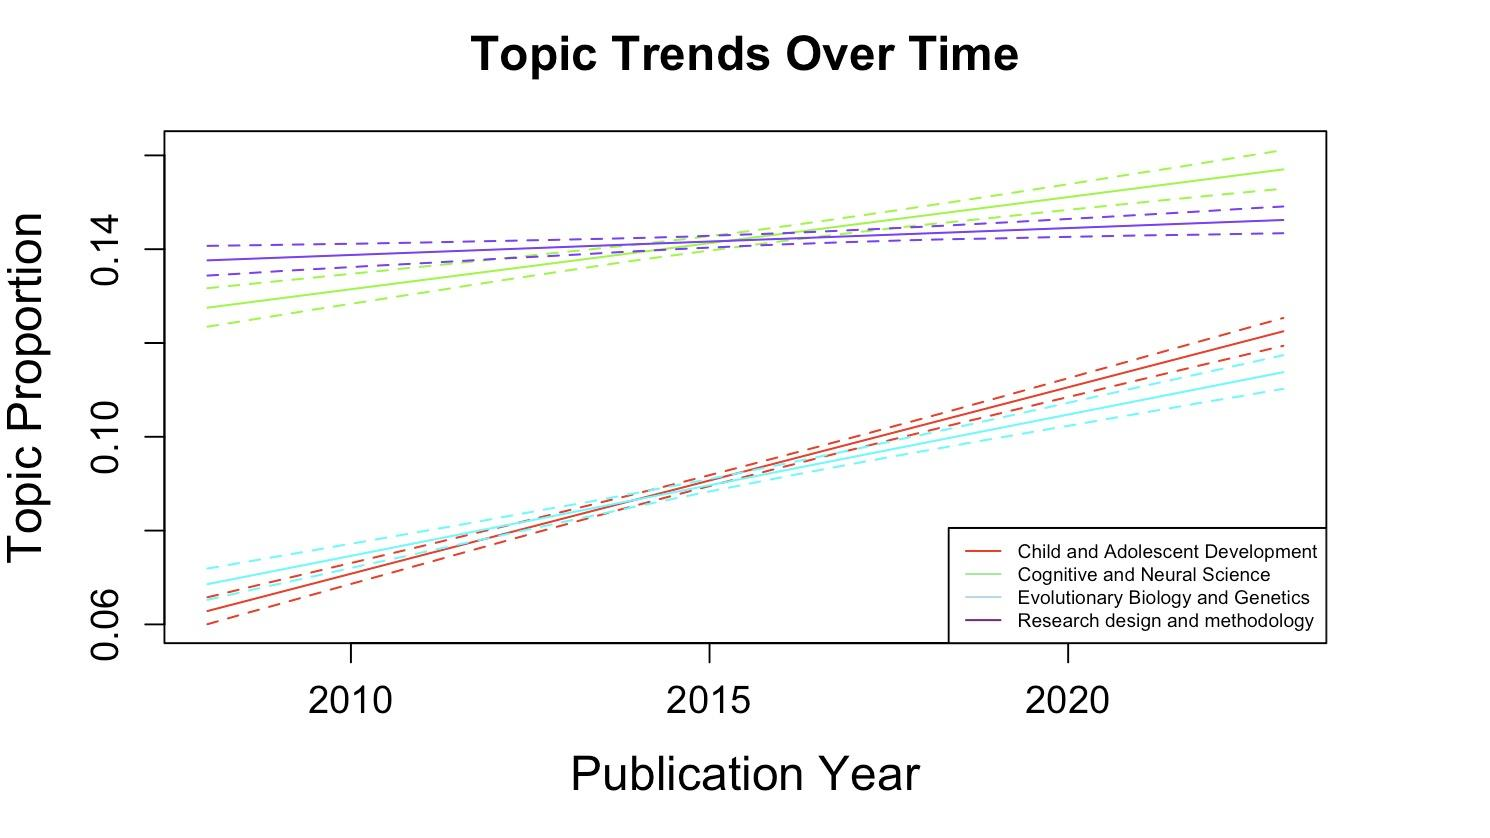 Topic Trends Over Time
Topic Proportion
0.14
0.10
0.06
Child and Adolescent Development
Cognitive and Neural Science
Evolutionary Biology and Genetics
Research design and methodology
2010 2015 2020
Publication Year